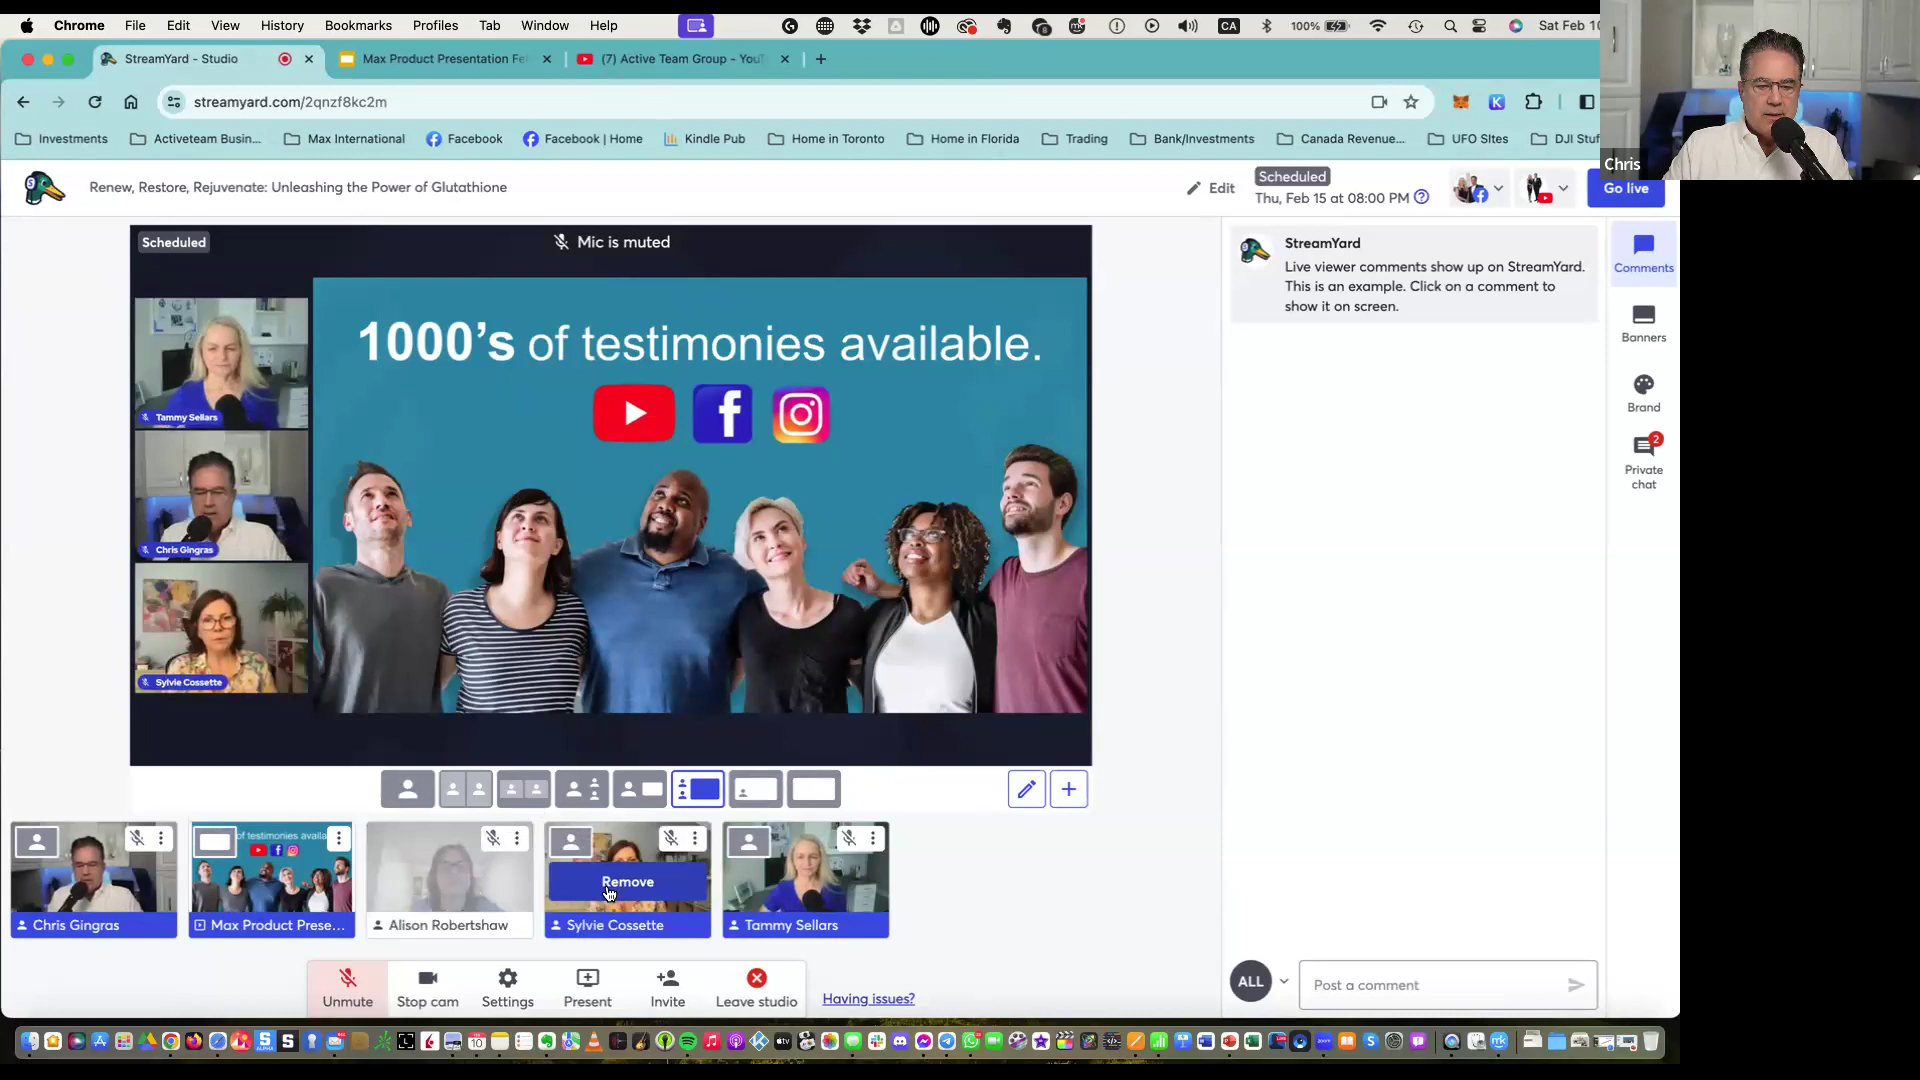 Chrome File Edit View History Bookmarks Profiles Tab Window Help
CA 100% Sat Feb 10
StreamYard - Studio
Max Product Presentation Fe
(7) Active Team Group - YouT
streamyard.com/2qnzf8kc2m
Investments
Activeteam Busin...
Max International
Facebook
Facebook | Home
Kindle Pub
Home in Toronto
Home in Florida
Trading
Bank/Investments
Canada Revenue...
UFO SItes
DJI Stuf
Chris
Renew, Restore, Rejuvenate: Unleashing the Power of Glutathione
Edit
Scheduled
Thu, Feb 15 at 08:00 PM
Go live
Scheduled
Mic is muted
1000's of testimonies available.
Tammy Sellars
Chris Gingras
Sylvie Cossette
StreamYard
Live viewer comments show up on StreamYard.
This is an example. Click on a comment to
show it on screen.
Comments
Banners
Brand
2
Private
chat
Chris Gingras
of testimonies availa
Max Product Prese...
Alison Robertshaw
Remove
Sylvie Cossette
Tammy Sellars
Unmute
Stop cam
Settings
Present
Invite
Leave studio
Having issues?
ALL
Post a comment